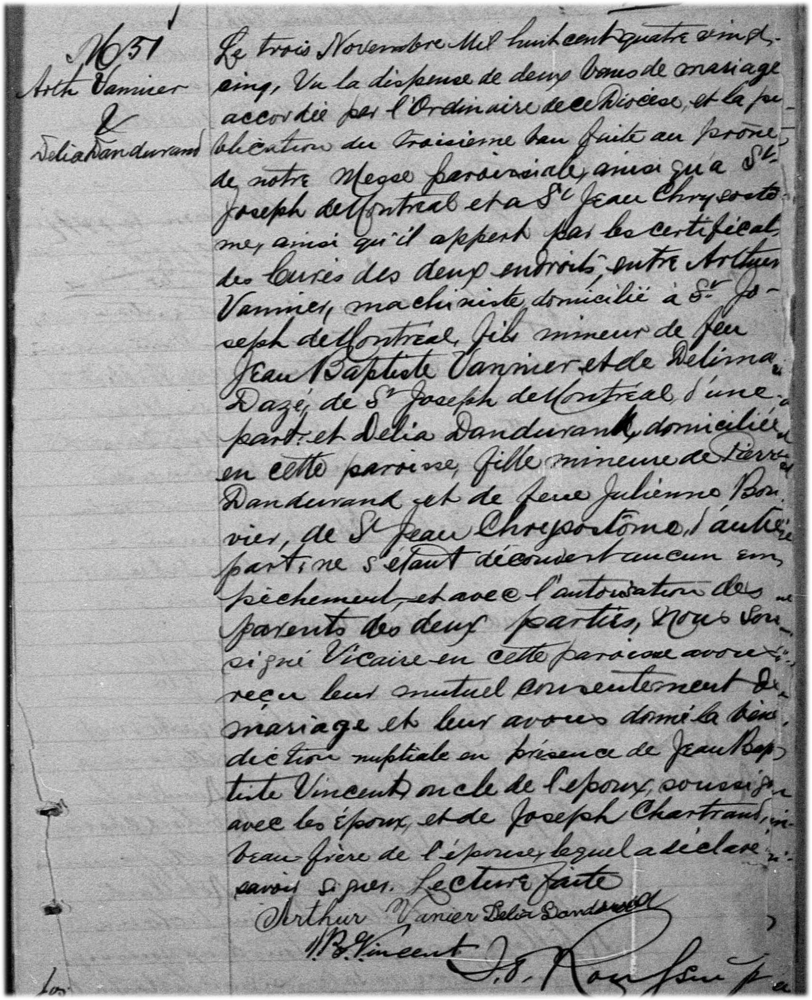 M 51
Arth Vannier
&
Delia Dandurand
Le trois Novembre Mil huit cent quatre vingt-
cinq, Vu la dispense de deux bans de mariage
accordée par l'Ordinaire de ce Diocèse, et la pu-
blication du troisième ban faite au prône
de notre Messe paroissiale, ainsi qu'a St
Joseph de Montréal et a St Jean Chrysostô-
me, ainsi qu'il appert par les certificats
des Curés des deux endroits, entre Arthur
Vannier, machiniste, domicilié à St Jo-
seph de Montréal, fils mineur de feu
Jean Baptiste Vannier et de Delima
Dazé, de St Joseph de Montréal, d'une
part, et Delia Dandurand, domiciliée
en cette paroisse, fille mineure de Pierre
Dandurand et de feue Julienne Bou
vier, de St Jean Chrysostôme, d'autre
part, ne s'étant découvert aucun em
pêchement, et avec l'autorisation des
parents des deux parties, Nous Sou-
signé Vicaire en cette paroisse avons
reçu leur mutuel consentement de
mariage et leur avons donné la béné
diction nuptiale en présence de Jean Bap
tiste Vincent, oncle de l'époux, soussigné
avec les époux, et de Joseph Chartrand,
beau-frère de l'épouse, lequel a déclaré
savoir signer. Lecture faite
Arthur Vanier Delia Dandurand
J. B. Vincent